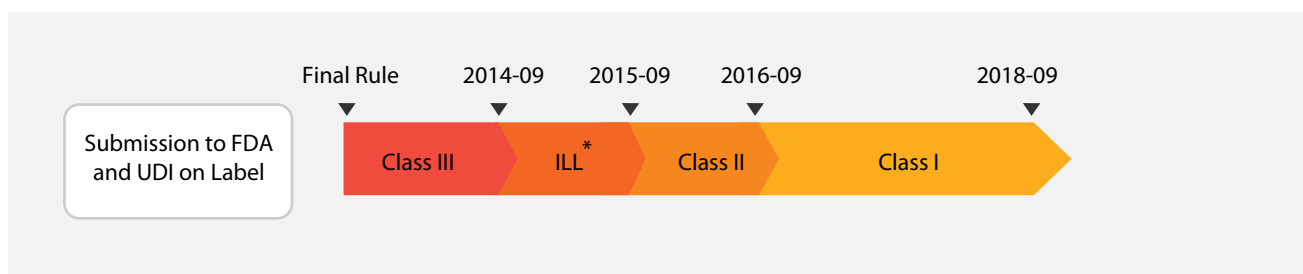 Final Rule 2014-09 2015-09 2016-09 2018-09
Submission to FDA
and UDI on Label
Class III ILL* Class II Class I